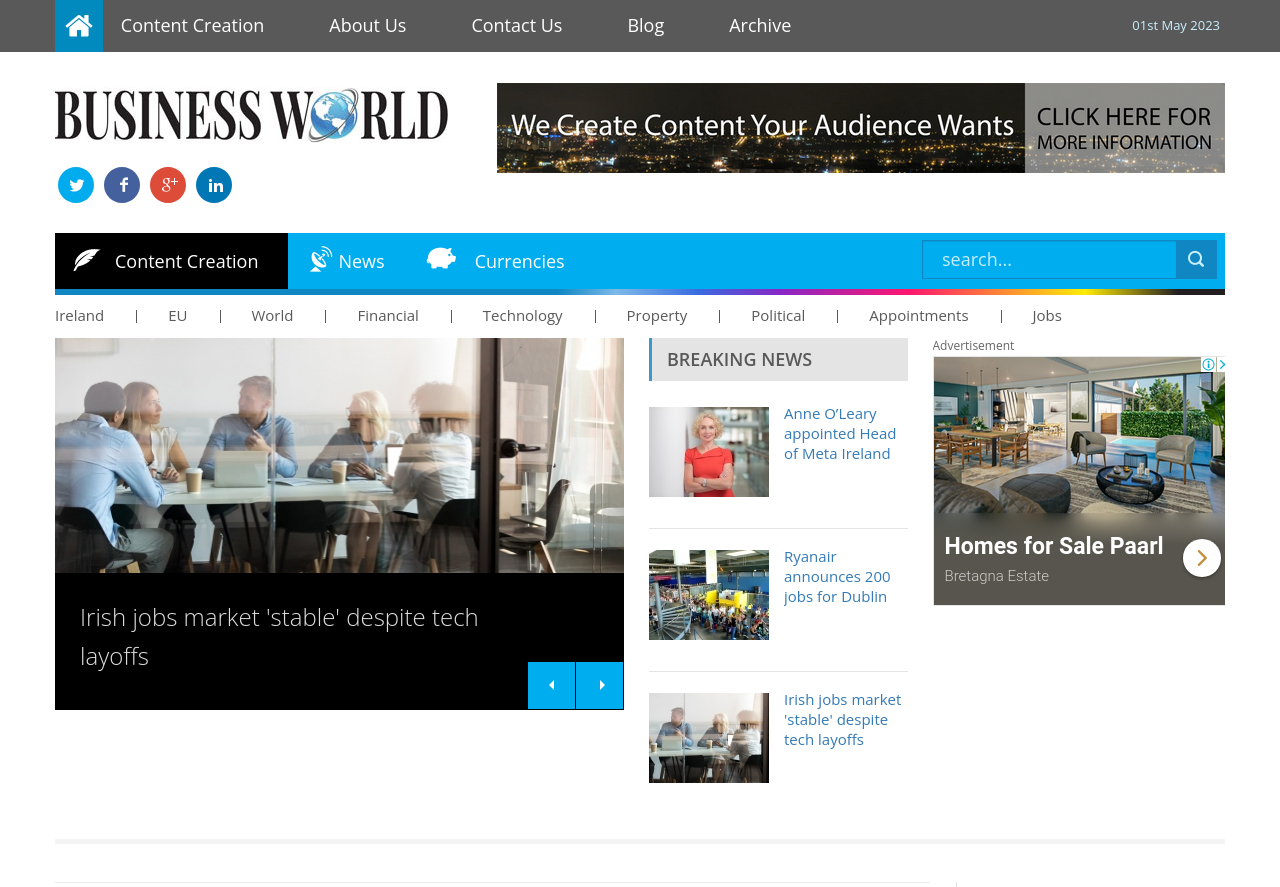 Content Creation About Us Contact Us Blog Archive 01st May 2023
BUSINESS WORLD
We Create Content Your Audience Wants
CLICK HERE FOR
MORE INFORMATION
Content Creation News Currencies search...
Ireland | EU | World | Financial | Technology | Property | Political | Appointments | Jobs
Irish jobs market 'stable' despite tech
layoffs
BREAKING NEWS
Anne O’Leary
appointed Head
of Meta Ireland
Ryanair
announces 200
jobs for Dublin
Irish jobs market
'stable' despite
tech layoffs
Advertisement
Homes for Sale Paarl
Bretagna Estate